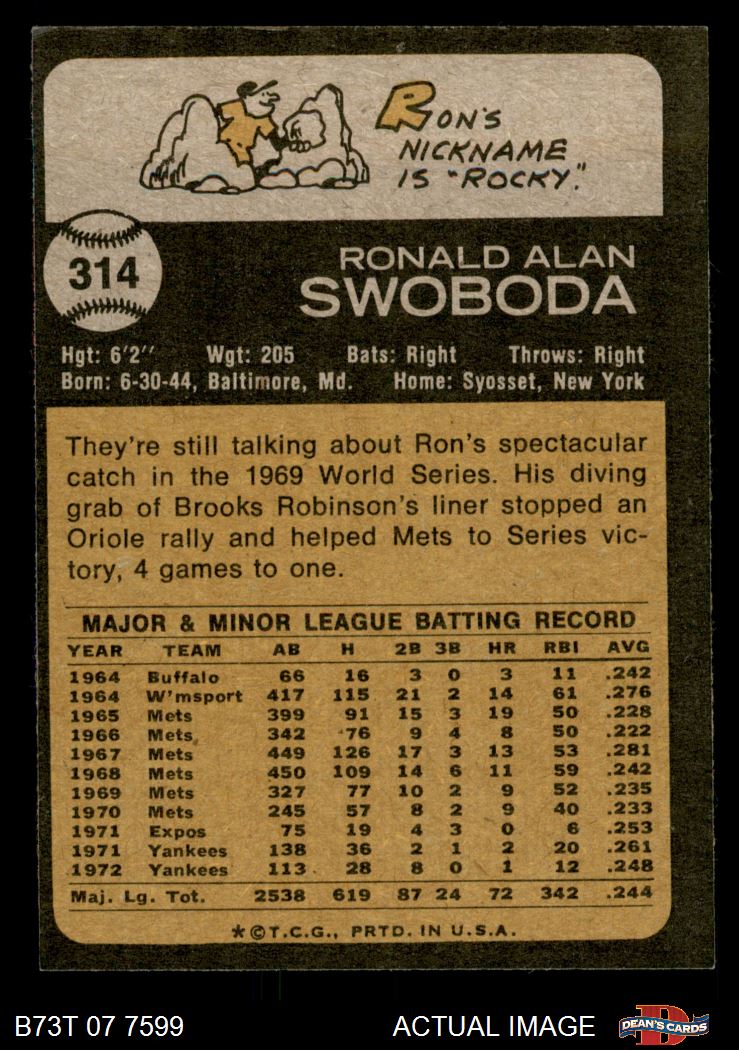 RON'S
NICKNAME
IS "ROCKY."
314
RONALD ALAN
SWOBODA
Hgt: 6'2" Wgt: 205 Bats: Right Throws: Right
Born: 6-30-44, Baltimore, Md. Home: Syosset, New York
They're still talking about Ron's spectacular
catch in the 1969 World Series. His diving
grab of Brooks Robinson's liner stopped an
Oriole rally and helped Mets to Series vic-
tory, 4 games to one.
MAJOR & MINOR LEAGUE BATTING RECORD
YEAR TEAM AB H 2B 3B HR RBI AVG
1964 Buffalo 66 16 3 0 3 11 .242
1964 W'msport 417 115 21 2 14 61 .276
1965 Mets 399 91 15 3 19 50 .228
1966 Mets 342 76 9 4 8 50 .222
1967 Mets 449 126 17 3 13 53 .281
1968 Mets 450 109 14 6 11 59 .242
1969 Mets 327 77 10 2 9 52 .235
1970 Mets 245 57 8 2 9 40 .233
1971 Expos 75 19 4 3 0 6 .253
1971 Yankees 138 36 2 1 2 20 .261
1972 Yankees 113 28 8 0 1 12 .248
Maj. Lg. Tot. 2538 619 87 24 72 342 .244
*©T.C.G., PRTD. IN U.S.A.
B73T 07 7599 ACTUAL IMAGE D DEAN'S CARDS